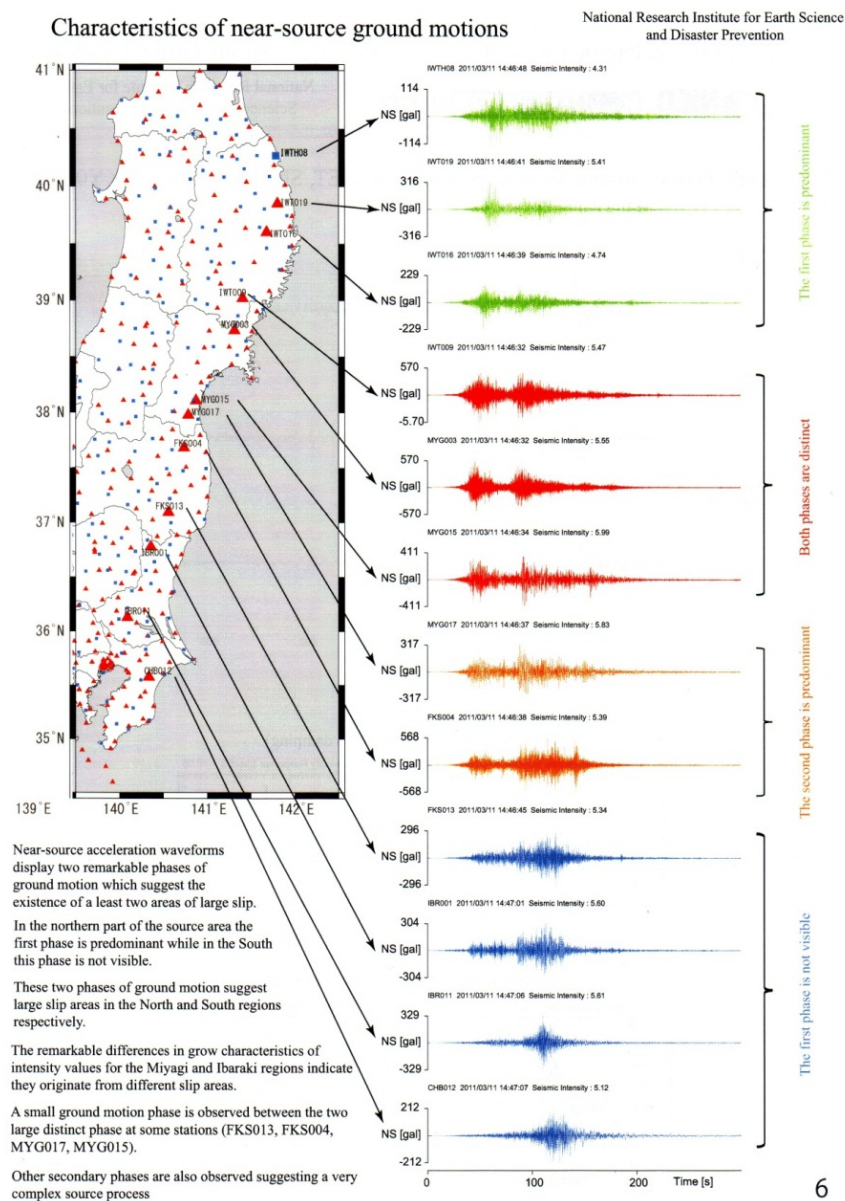 Characteristics of near-source ground motions
National Research Institute for Earth Science
and Disaster Prevention
41°N
40°N
39°N
38°N
37°N
36°N
35°N
139°E
140°E
141°E
142°E
IWTH08
IWT019
IWT009
MYG003
MYG015
MYG017
FKS004
FKS013
IBR001
IBR011
CHB012
IWTH08 2011/03/11 14:46:48 Seismic Intensity : 4.31
114
NS [gal]
-114
IWT019 2011/03/11 14:46:41 Seismic Intensity : 5.41
316
NS [gal]
-316
IWT016 2011/03/11 14:46:39 Seismic Intensity : 4.74
229
NS [gal]
-229
The first phase is predominant
IWT009 2011/03/11 14:46:32 Seismic Intensity : 5.47
570
NS [gal]
-5.70
MYG003 2011/03/11 14:46:32 Seismic Intensity : 5.55
570
NS [gal]
-570
MYG015 2011/03/11 14:46:34 Seismic Intensity : 5.99
411
NS [gal]
-411
Both phases are distinct
MYG017 2011/03/11 14:46:37 Seismic Intensity : 5.83
317
NS [gal]
-317
FKS004 2011/03/11 14:46:38 Seismic Intensity : 5.39
568
NS [gal]
-568
The second phase is predominant
FKS013 2011/03/11 14:46:45 Seismic Intensity : 5.34
296
NS [gal]
-296
IBR001 2011/03/11 14:47:01 Seismic Intensity : 5.60
304
NS [gal]
-304
IBR011 2011/03/11 14:47:06 Seismic Intensity : 5.61
329
NS [gal]
-329
CHB012 2011/03/11 14:47:07 Seismic Intensity : 5.12
212
NS [gal]
-212
The first phase is not visible
0
100
200
Time [s]
Near-source acceleration waveforms
display two remarkable phases of
ground motion which suggest the
existence of a least two areas of large slip.
In the northern part of the source area the
first phase is predominant while in the South
this phase is not visible.
These two phases of ground motion suggest
large slip areas in the North and South regions
respectively.
The remarkable differences in grow characteristics of
intensity values for the Miyagi and Ibaraki regions indicate
they originate from different slip areas.
A small ground motion phase is observed between the two
large distinct phase at some stations (FKS013, FKS004,
MYG017, MYG015).
Other secondary phases are also observed suggesting a very
complex source process
6